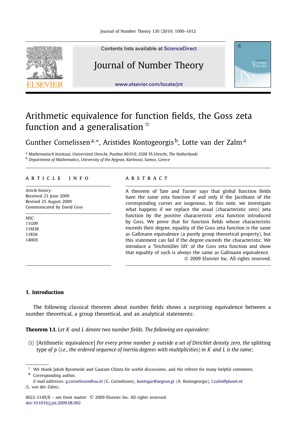 Journal of Number Theory 130 (2010) 1000–1012
Contents lists available at ScienceDirect
Journal of Number Theory
www.elsevier.com/locate/jnt
ELSEVIER
Arithmetic equivalence for function fields, the Goss zeta
function and a generalisation ☆
Gunther Cornelissen a,*, Aristides Kontogeorgis b, Lotte van der Zalm a
a Mathematisch Instituut, Universiteit Utrecht, Postbus 80.010, 3508 TA Utrecht, The Netherlands
b Department of Mathematics, University of the Aegean, Karlovasi, Samos, Greece
ARTICLE INFO
Article history:
Received 23 June 2009
Revised 25 August 2009
Communicated by David Goss
MSC:
11G09
11M38
11R58
14H05
ABSTRACT
A theorem of Tate and Turner says that global function fields
have the same zeta function if and only if the Jacobians of the
corresponding curves are isogenous. In this note, we investigate
what happens if we replace the usual (characteristic zero) zeta
function by the positive characteristic zeta function introduced
by Goss. We prove that for function fields whose characteristic
exceeds their degree, equality of the Goss zeta function is the same
as Gaßmann equivalence (a purely group theoretical property), but
this statement can fail if the degree exceeds the characteristic. We
introduce a ‘Teichmüller lift’ of the Goss zeta function and show
that equality of such is always the same as Gaßmann equivalence.
© 2009 Elsevier Inc. All rights reserved.
1. Introduction
The following classical theorem about number fields shows a surprising equivalence between a
number theoretical, a group theoretical, and an analytical statements:
Theorem 1.1. Let K and L denote two number fields. The following are equivalent:
(i) [Arithmetic equivalence] For every prime number p outside a set of Dirichlet density zero, the splitting
type of p (i.e., the ordered sequence of inertia degrees with multiplicities) in K and L is the same;
☆ We thank Jakub Byszewski and Gautam Chinta for useful discussions, and the referee for many helpful comments.
* Corresponding author.
E-mail addresses: g.cornelissen@uu.nl (G. Cornelissen), kontogar@aegean.gr (A. Kontogeorgis), l.zalm@planet.nl
(L. van der Zalm).
0022-314X/$ – see front matter © 2009 Elsevier Inc. All rights reserved.
doi:10.1016/j.jnt.2009.08.002